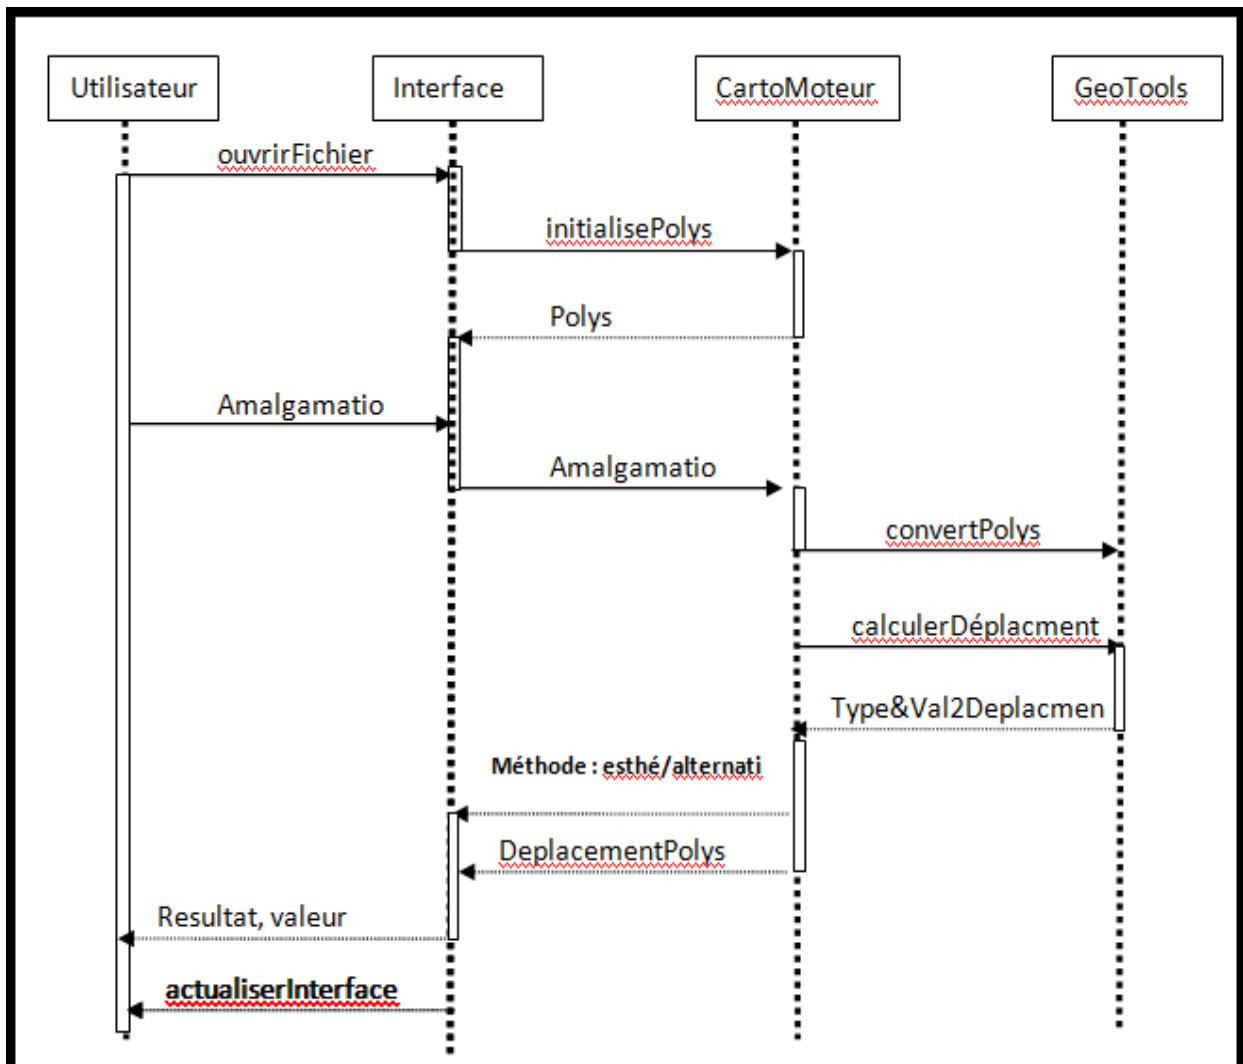 Utilisateur
Interface
CartoMoteur
GeoTools
ouvrirFichier
initialisePolys
Polys
Amalgamatio
Amalgamatio
convertPolys
calculerDéplacment
Type&Val2Deplacmen
Méthode : esthé/alternati
DeplacementPolys
Resultat, valeur
actualiserInterface